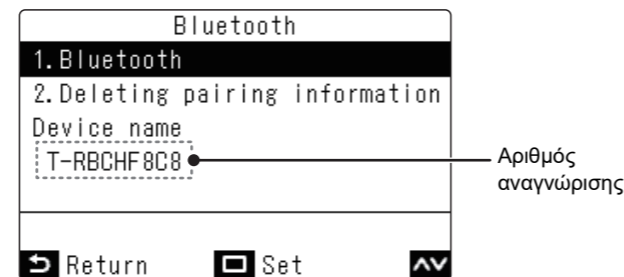 Bluetooth
1.Bluetooth
2.Deleting pairing information
Device name
T-RBCHF8C8
Αριθμός
αναγνώρισης
Return Set